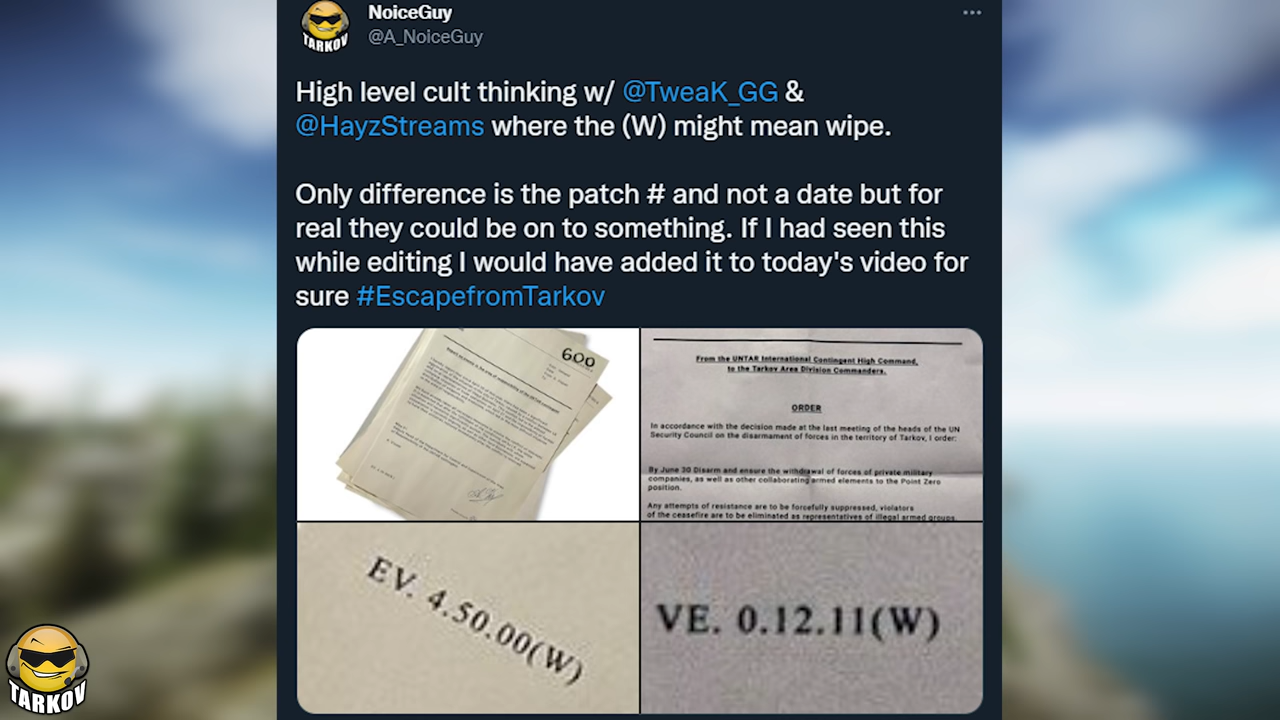 NoiceGuy
@A_NoiceGuy
High level cult thinking w/ @TweaK_GG &
@HayzStreams where the (W) might mean wipe.
Only difference is the patch # and not a date but for
real they could be on to something. If I had seen this
while editing I would have added it to today's video for
sure #EscapefromTarkov
600
From the UNTAR International Contingent High Command,
to the Tarkov Area Division Commanders.
ORDER
In accordance with the decision made at the last meeting of the heads of the UN
Security Council on the disarmament of forces in the territory of Tarkov, I order:
By June 30 Disarm and ensure the withdrawal of forces of private military
companies, as well as other collaborating armed elements to the Point Zero
position.
Any attempts of resistance are to be forcefully suppressed, violators
of the ceasefire are to be eliminated as representatives of illegal armed groups.
EV. 4.50.00(W)
VE. 0.12.11(W)
TARKOV
TARKOV